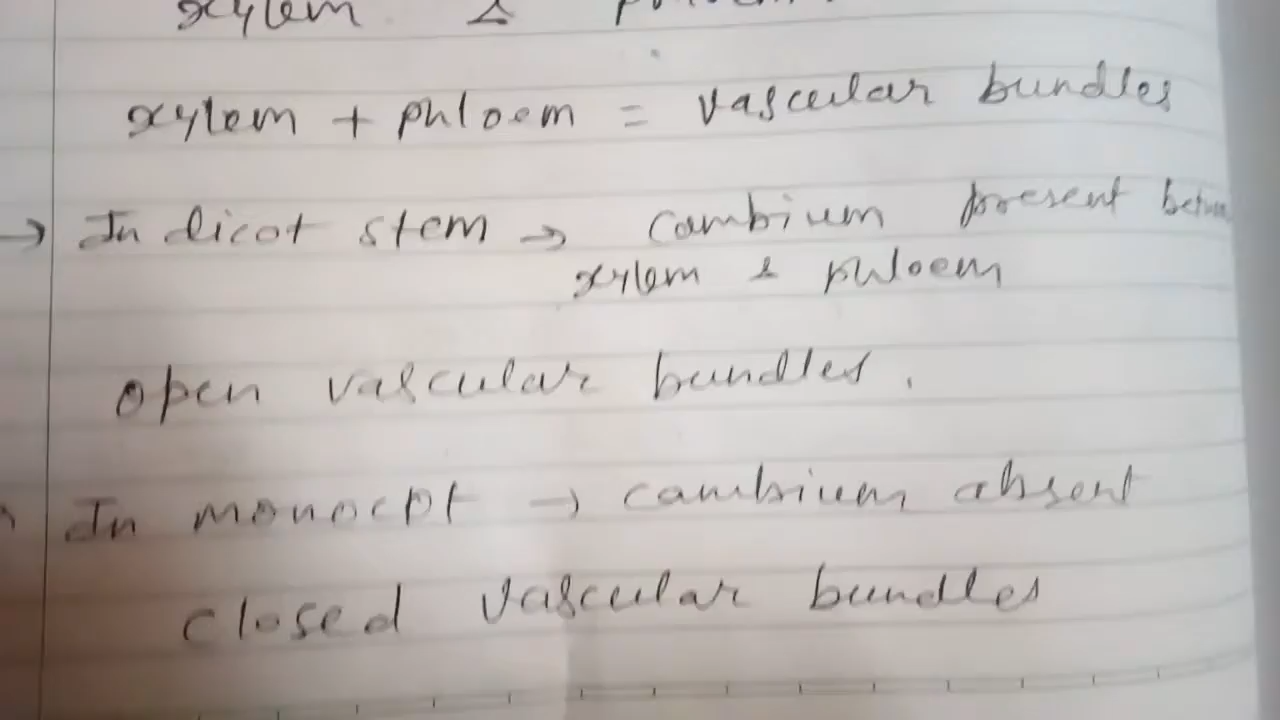 xylem &
xylem + phloem = vascular bundles
→ In dicot stem → cambium present
xylem & phloem
open vascular bundles.
In monocot → cambium absent
closed vascular bundles